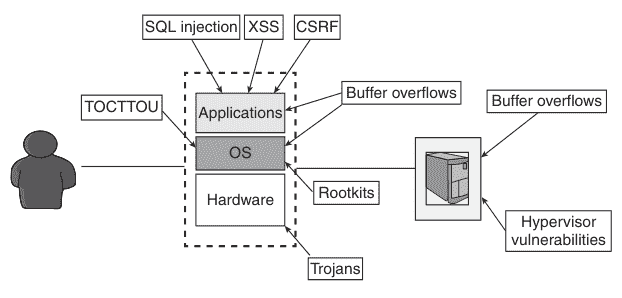 SQL injection
XSS
CSRF
TOCTTOU
Applications
Buffer overflows
Buffer overflows
OS
Rootkits
Hardware
Hypervisor
vulnerabilities
Trojans